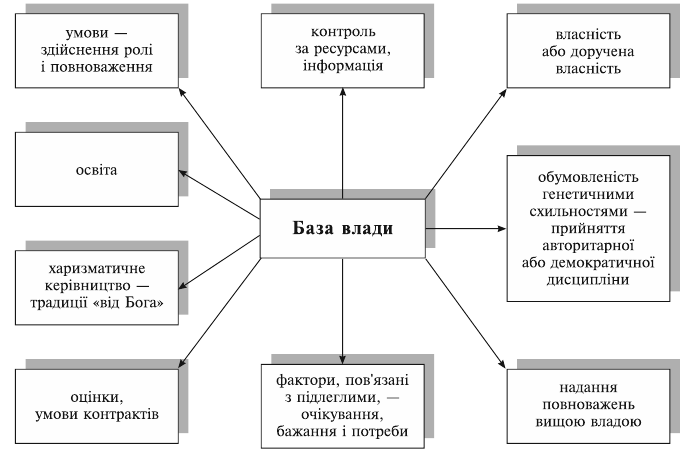 умови —
здійснення ролі
і повноваження
контроль
за ресурсами,
інформація
власність
або доручена
власність
освіта
База влади
обумовленість
генетичними
схильностями —
прийняття
авторитарної
або демократичної
дисципліни
харизматичне
керівництво —
традиції «від Бога»
оцінки,
умови контрактів
фактори, пов'язані
з підлеглими, —
очікування,
бажання і потреби
надання
повноважень
вищою владою